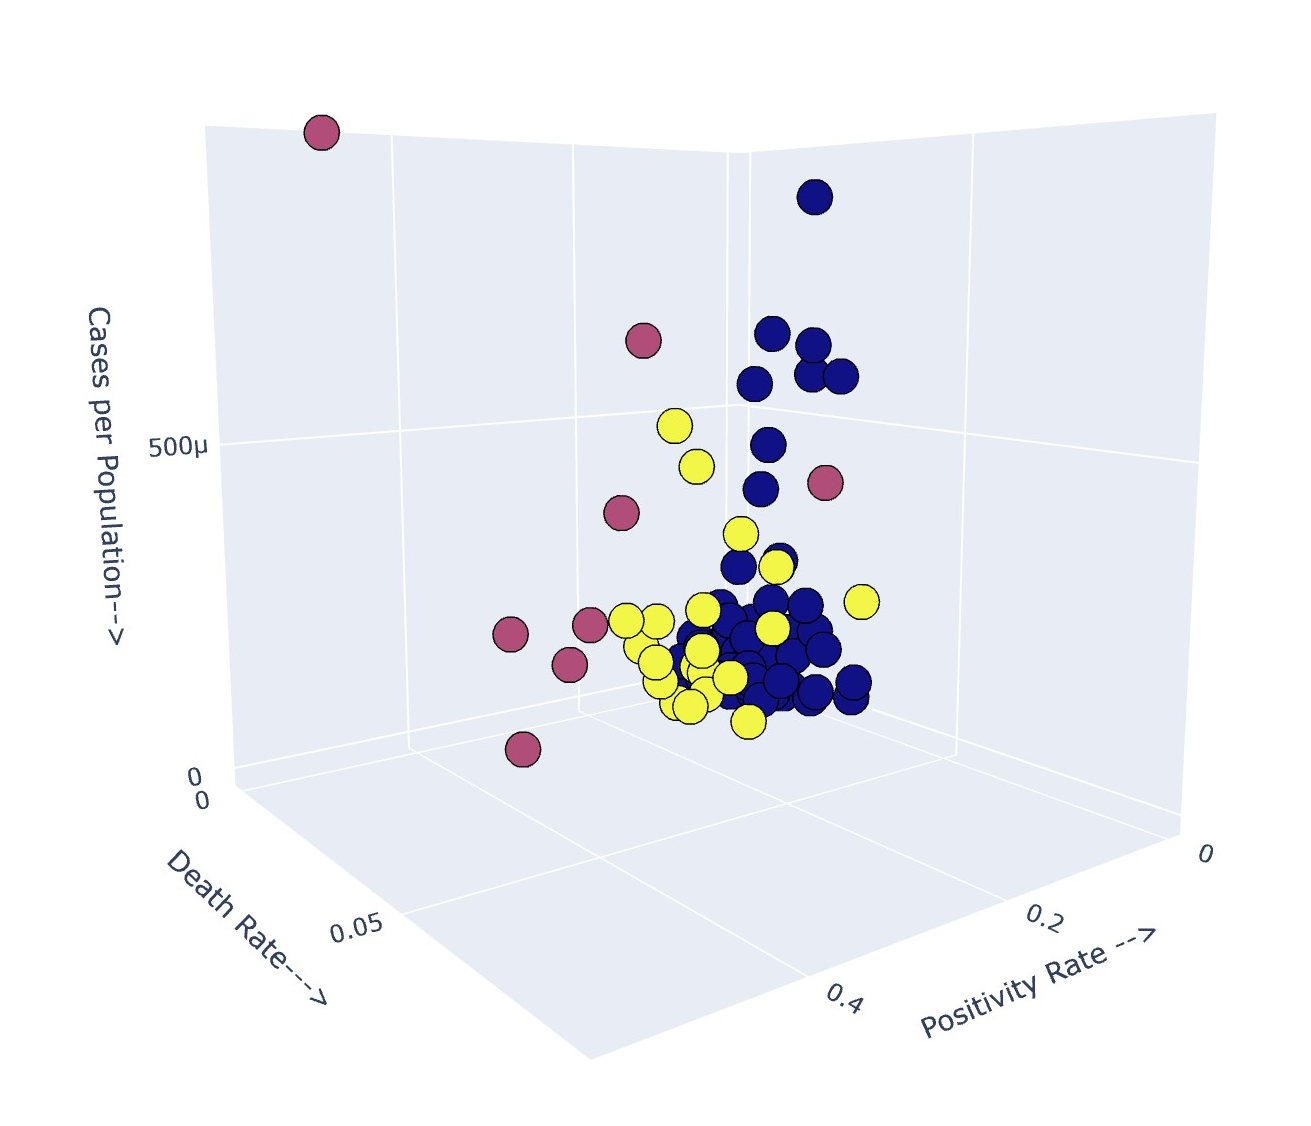 Cases per Population--->
500μ
0
0
Death Rate---->
0.05
0
0.2
0.4
Positivity Rate -->